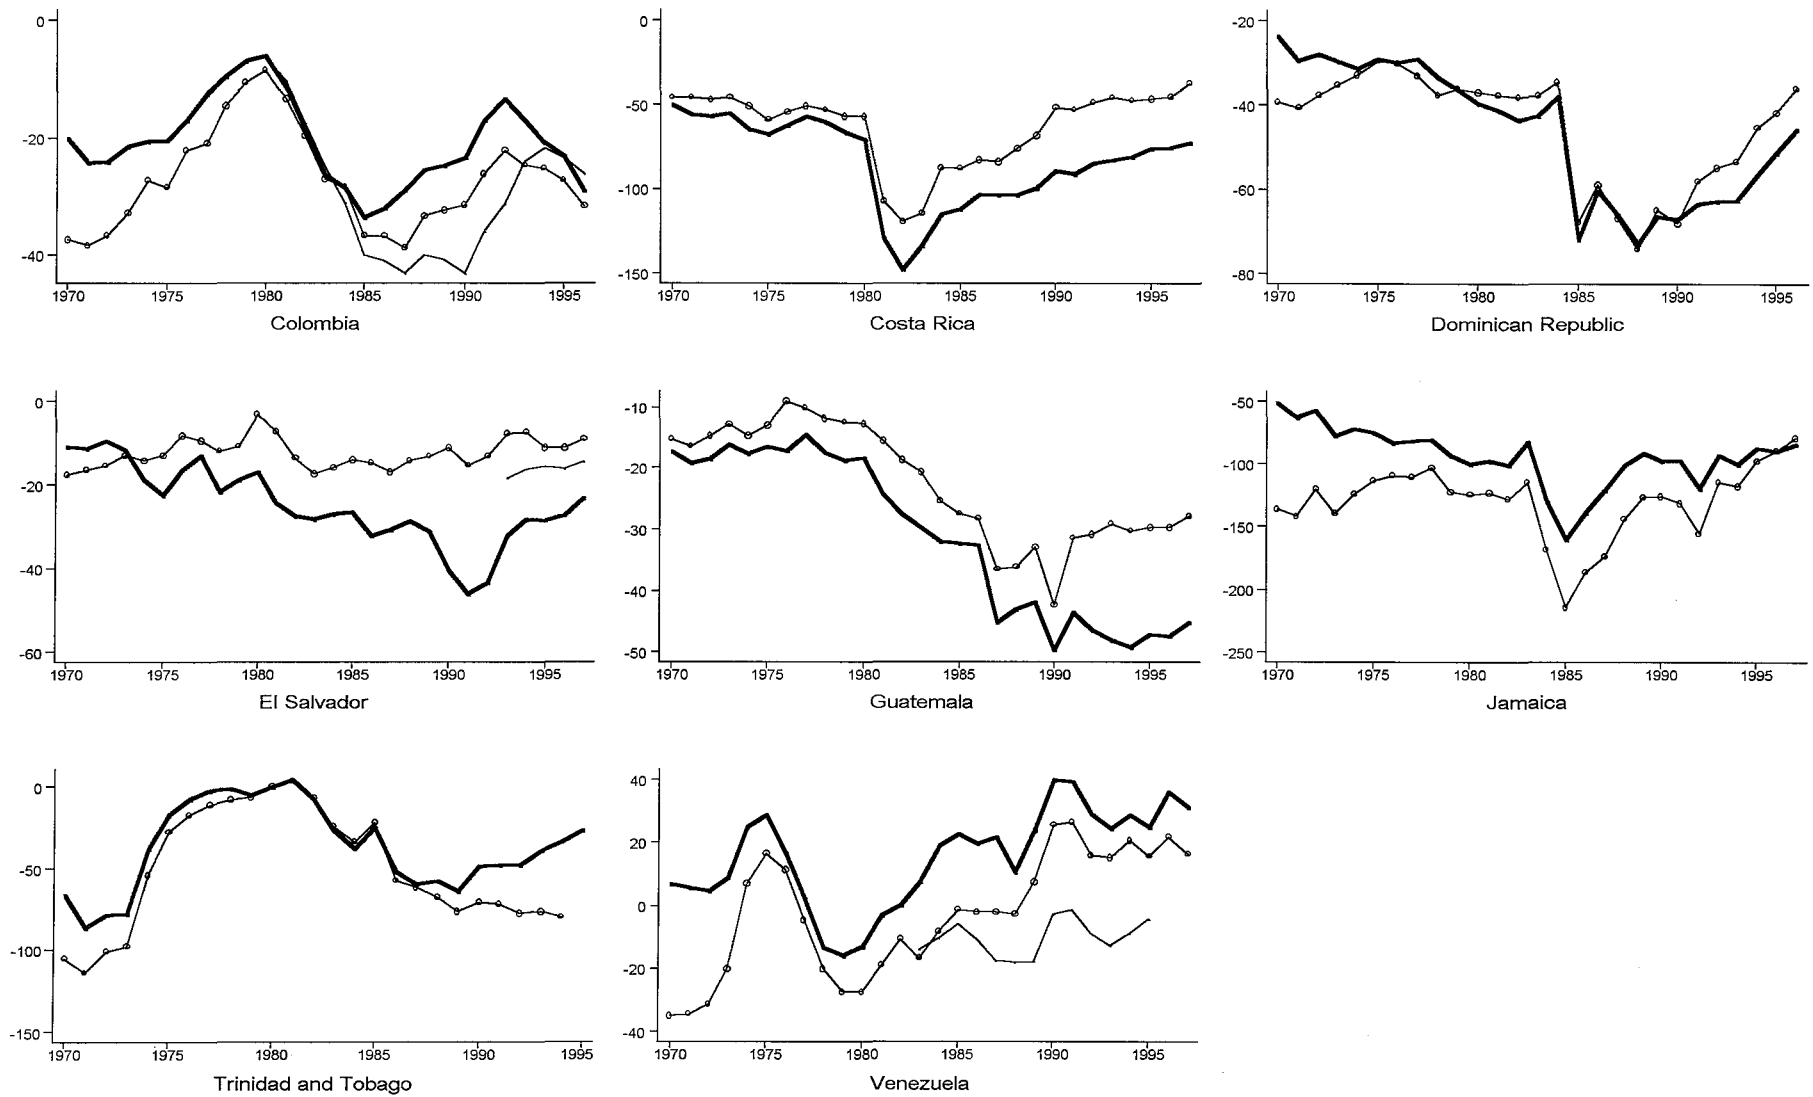 0
-20
-40
1970 1975 1980 1985 1990 1995
Colombia
0
-50
-100
-150
1970 1975 1980 1985 1990 1995
Costa Rica
-20
-40
-60
-80
1970 1975 1980 1985 1990 1995
Dominican Republic
0
-20
-40
-60
1970 1975 1980 1985 1990 1995
El Salvador
-10
-20
-30
-40
-50
1970 1975 1980 1985 1990 1995
Guatemala
-50
-100
-150
-200
-250
1970 1975 1980 1985 1990 1995
Jamaica
0
-50
-100
-150
1970 1975 1980 1985 1990 1995
Trinidad and Tobago
40
20
0
-20
-40
1970 1975 1980 1985 1990 1995
Venezuela